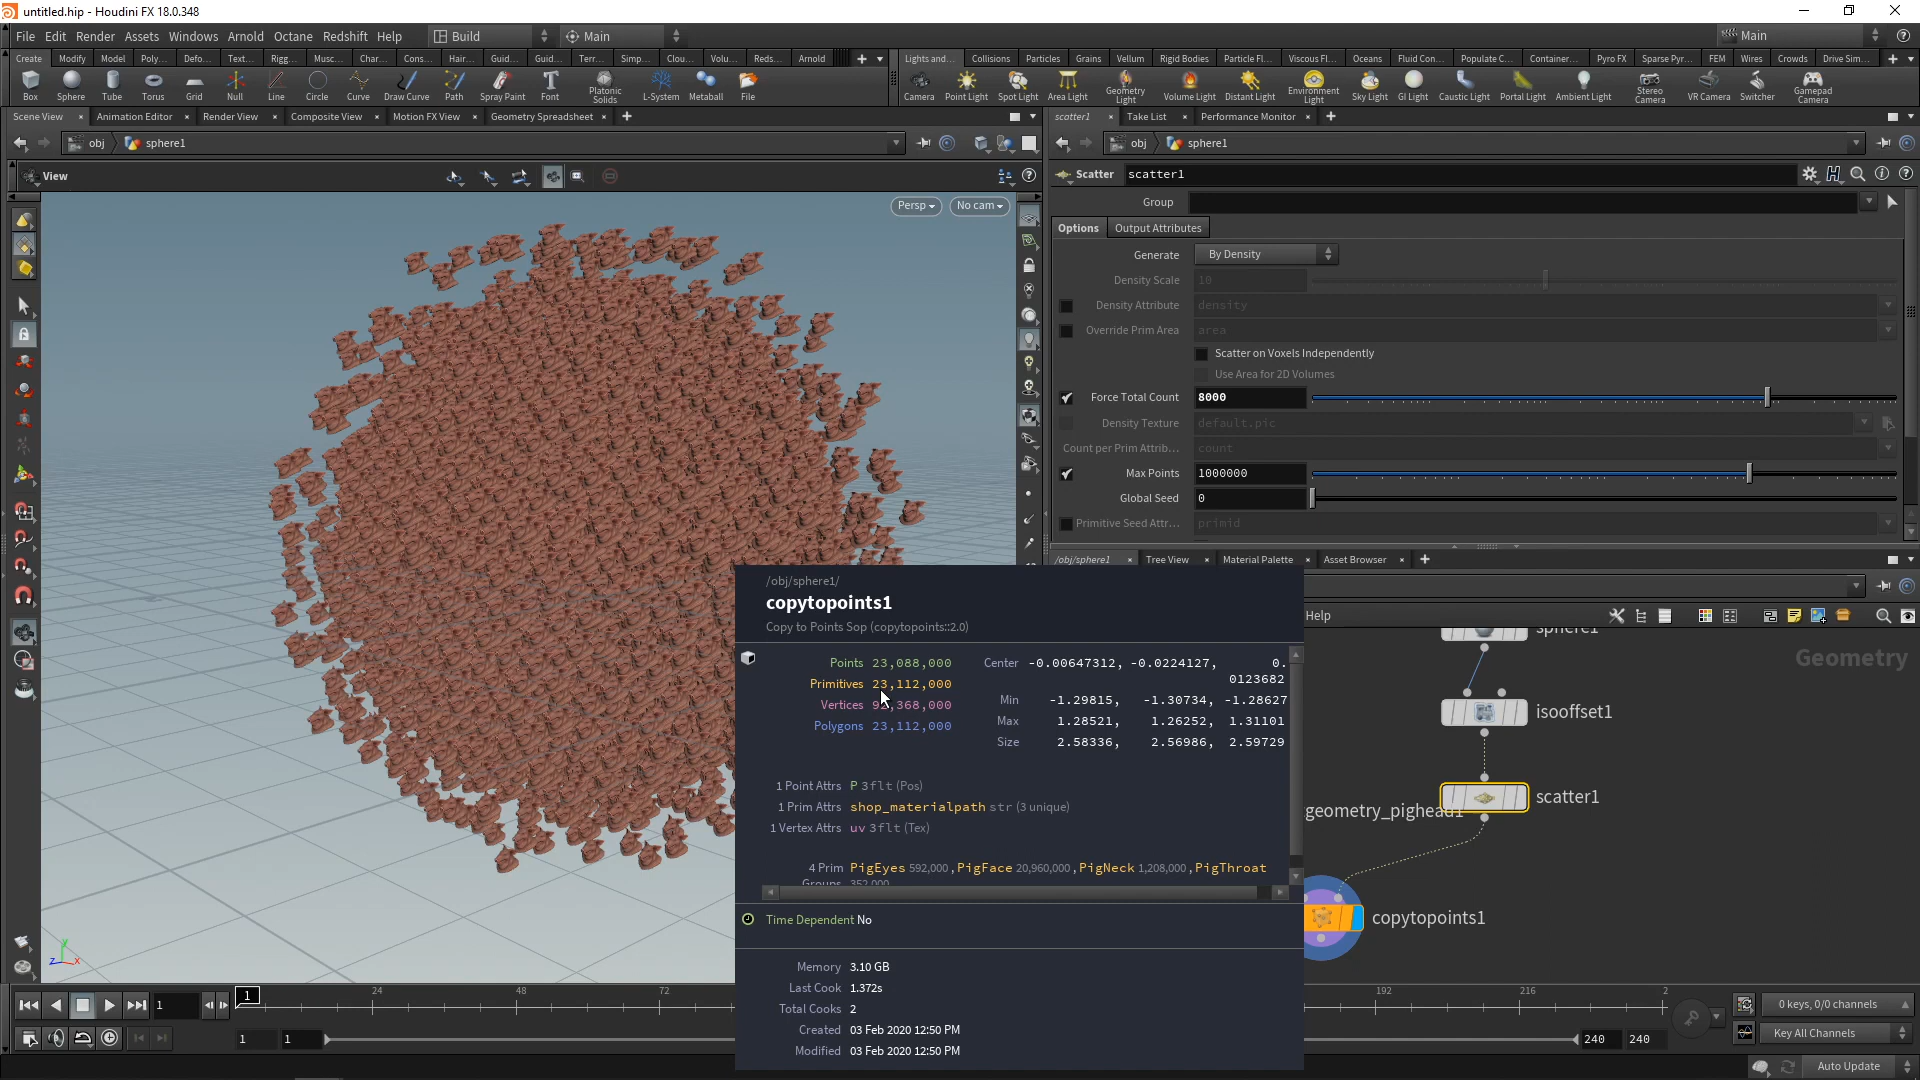 untitled.hip - Houdini FX 18.0.348
File Edit Render Assets Windows Arnold Octane Redshift Help Build Main Main
Create Modify Model Poly... Defo... Text... Rigg... Musc... Char... Cons... Hair... Guid... Guid... Terr... Simp... Clou... Volu... Reds... Arnold
Lights and... Collisions Particles Grains Vellum Rigid Bodies Particle Fl... Viscous Fl... Oceans Fluid Con... Populate C... Container... Pyro FX Sparse Pyr... FEM Wires Crowds Drive Sim...
Box Sphere Tube Torus Grid Null Line Circle Curve Draw Curve Path Spray Paint Font Platonic Solids L-System Metaball File
Camera Point Light Spot Light Area Light Geometry Light Volume Light Distant Light Environment Light Sky Light GI Light Caustic Light Portal Light Ambient Light Stereo Camera VR Camera Switcher Gamepad Camera
Scene View Animation Editor Render View Composite View Motion FX View Geometry Spreadsheet
scatter1 Take List Performance Monitor
obj sphere1
obj sphere1
View
Scatter scatter1
Persp No cam
Group
Options Output Attributes
Generate By Density
Density Scale 10
Density Attribute density
Override Prim Area area
Scatter on Voxels Independently
Use Area for 2D Volumes
Force Total Count 8000
Density Texture default.pic
Count per Prim Attrib... count
Max Points 1000000
Global Seed 0
Primitive Seed Attr... primid
/obj/sphere1 Tree View Material Palette Asset Browser
Help
sphere1
Geometry
isooffset1
scatter1
geometry_pighead1
copytopoints1
/obj/sphere1/
copytopoints1
Copy to Points Sop (copytopoints::2.0)
Points 23,088,000
Primitives 23,112,000
Vertices 92,368,000
Polygons 23,112,000
Center -0.00647312, -0.0224127, 0.
0123682
Min -1.29815, -1.30734, -1.28627
Max 1.28521, 1.26252, 1.31101
Size 2.58336, 2.56986, 2.59729
1 Point Attrs P 3flt (Pos)
1 Prim Attrs shop_materialpath str (3 unique)
1 Vertex Attrs uv 3flt (Tex)
4 Prim PigEyes 592,000, PigFace 20,960,000, PigNeck 1,208,000, PigThroat
Groups 352,000
Time Dependent No
Memory 3.10 GB
Last Cook 1.372s
Total Cooks 2
Created 03 Feb 2020 12:50 PM
Modified 03 Feb 2020 12:50 PM
z y x
1 1 24 48 72 192 216 2
0 keys, 0/0 channels
1 1 240 240
Key All Channels
Auto Update